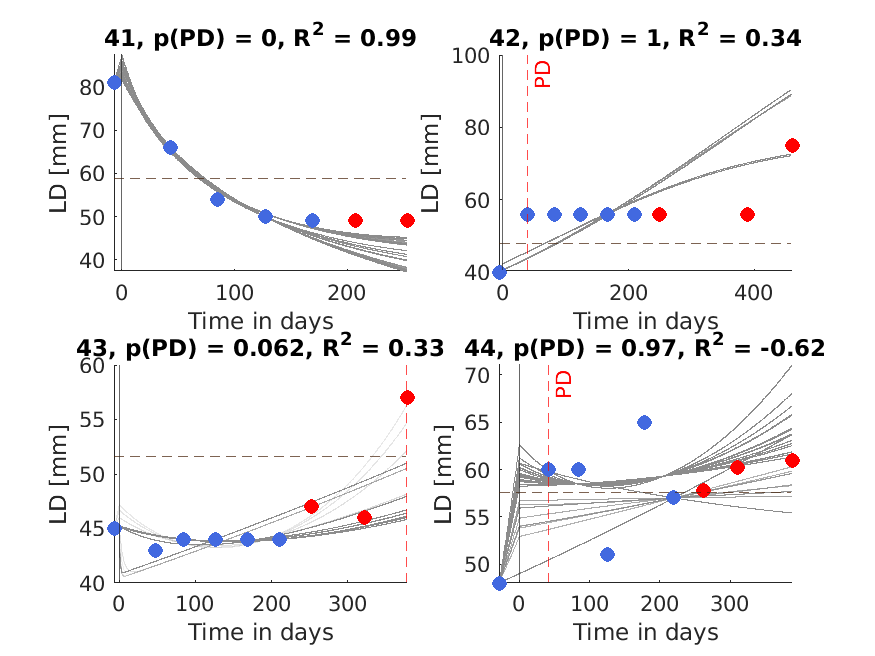 41, p(PD) = 0, R² = 0.99
LD [mm]
80
70
60
50
40
0
100
200
Time in days
42, p(PD) = 1, R² = 0.34
LD [mm]
100
80
60
40
PD
0
200
400
Time in days
43, p(PD) = 0.062, R² = 0.33
LD [mm]
60
55
50
45
40
0
100
200
300
Time in days
44, p(PD) = 0.97, R² = -0.62
LD [mm]
70
65
60
55
50
PD
0
100
200
300
Time in days